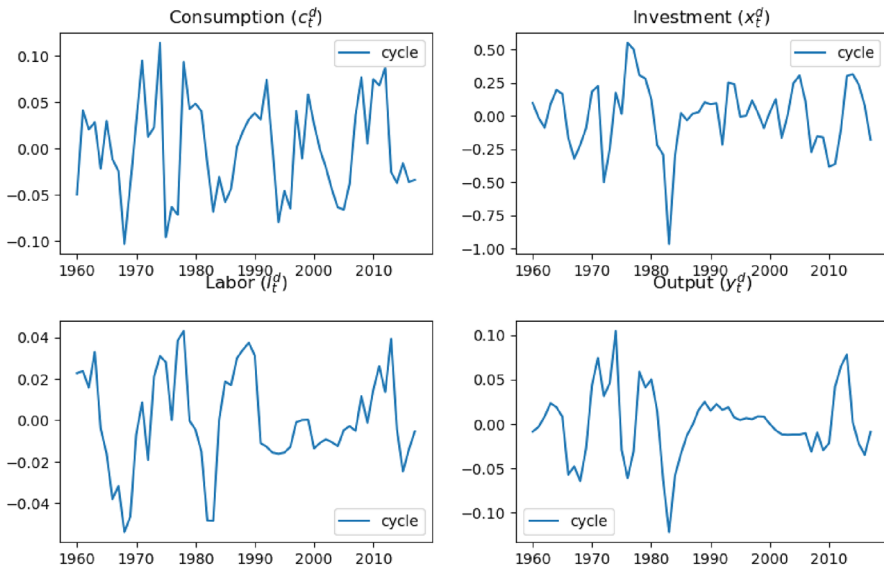 Consumption (c_t^d)
Investment (x_t^d)
0.10
0.05
0.00
−0.05
−0.10
cycle
1960 1970 1980 1990 2000 2010
0.50
0.25
0.00
−0.25
−0.50
−0.75
−1.00
cycle
1960 1970 1980 1990 2000 2010
Labor (l_t^d)
Output (y_t^d)
0.04
0.02
0.00
−0.02
−0.04
cycle
1960 1970 1980 1990 2000 2010
0.10
0.05
0.00
−0.05
−0.10
cycle
1960 1970 1980 1990 2000 2010